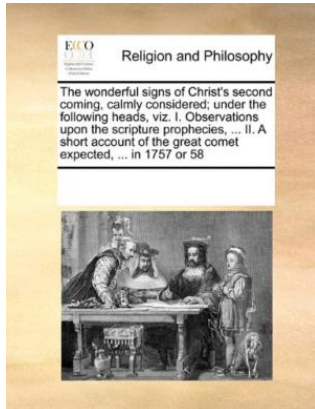 ECCO
Religion and Philosophy
The wonderful signs of Christ's second
coming, calmly considered; under the
following heads, viz. I. Observations
upon the scripture prophecies, ... II. A
short account of the great comet
expected, ... in 1757 or 58